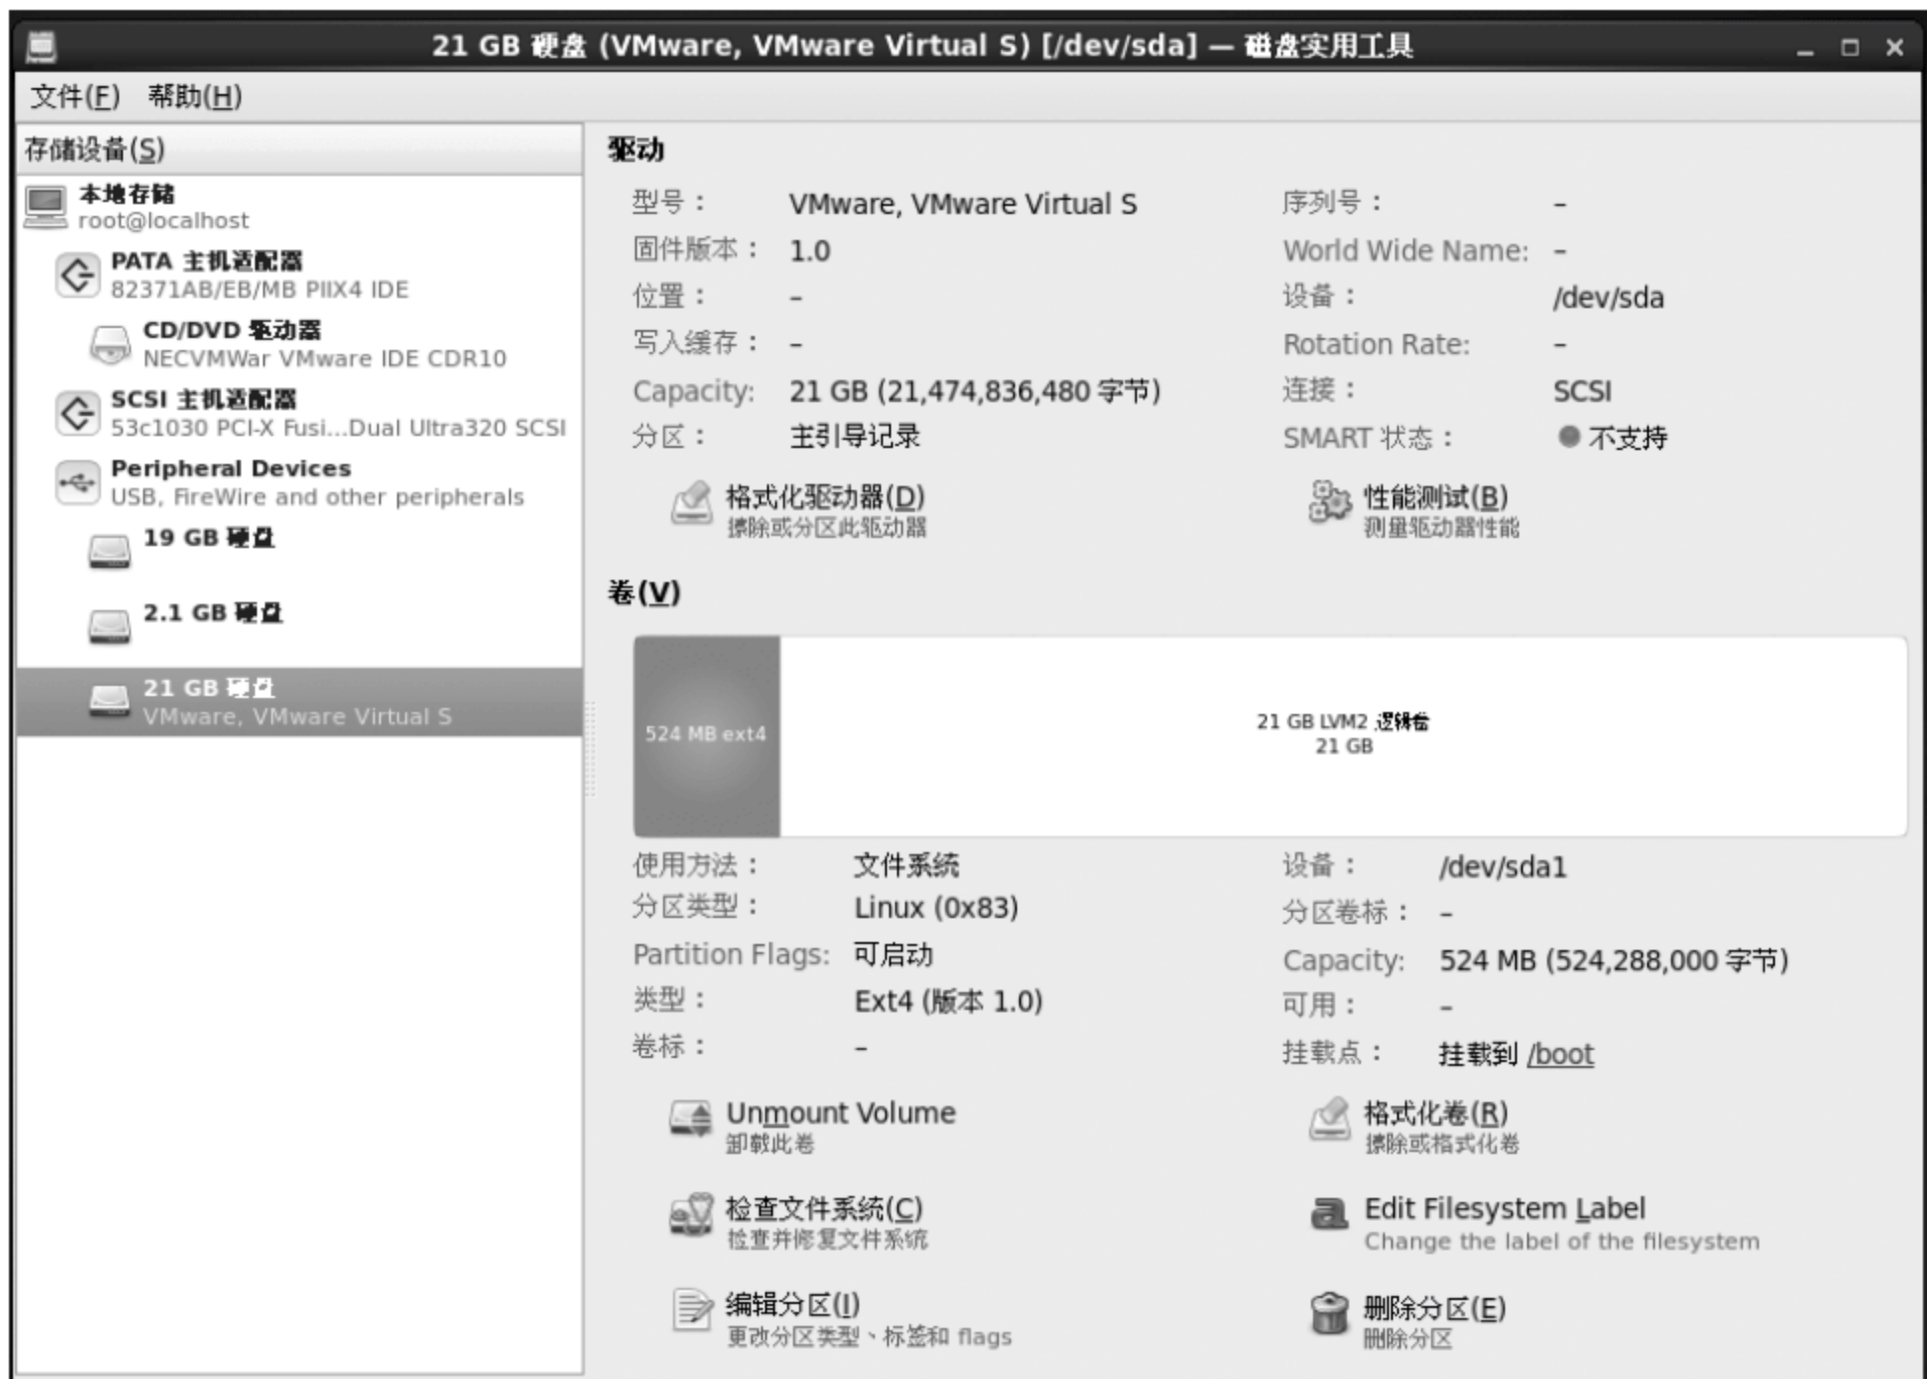 21 GB 硬盘 (VMware, VMware Virtual S) [/dev/sda] — 磁盘实用工具
文件(F) 帮助(H)
存储设备(S)
本地存储
root@localhost
PATA 主机适配器
82371AB/EB/MB PIIX4 IDE
CD/DVD 驱动器
NECVMWar VMware IDE CDR10
SCSI 主机适配器
53c1030 PCI-X Fusi...Dual Ultra320 SCSI
Peripheral Devices
USB, FireWire and other peripherals
19 GB 硬盘
2.1 GB 硬盘
21 GB 硬盘
VMware, VMware Virtual S
驱动
型号： VMware, VMware Virtual S 序列号： –
固件版本： 1.0 World Wide Name: –
位置： – 设备： /dev/sda
写入缓存： – Rotation Rate: –
Capacity: 21 GB (21,474,836,480 字节) 连接： SCSI
分区： 主引导记录 SMART 状态： 不支持
格式化驱动器(D) 性能测试(B)
擦除或分区此驱动器 测量驱动器性能
卷(V)
524 MB ext4
21 GB LVM2 逻辑卷
21 GB
使用方法： 文件系统 设备： /dev/sda1
分区类型： Linux (0x83) 分区卷标： –
Partition Flags: 可启动 Capacity: 524 MB (524,288,000 字节)
类型： Ext4 (版本 1.0) 可用： –
卷标： – 挂载点： 挂载到 /boot
Unmount Volume 格式化卷(R)
卸载此卷 擦除或格式化卷
检查文件系统(C) Edit Filesystem Label
检查并修复文件系统 Change the label of the filesystem
编辑分区(I) 删除分区(E)
更改分区类型、标签和 flags 删除分区